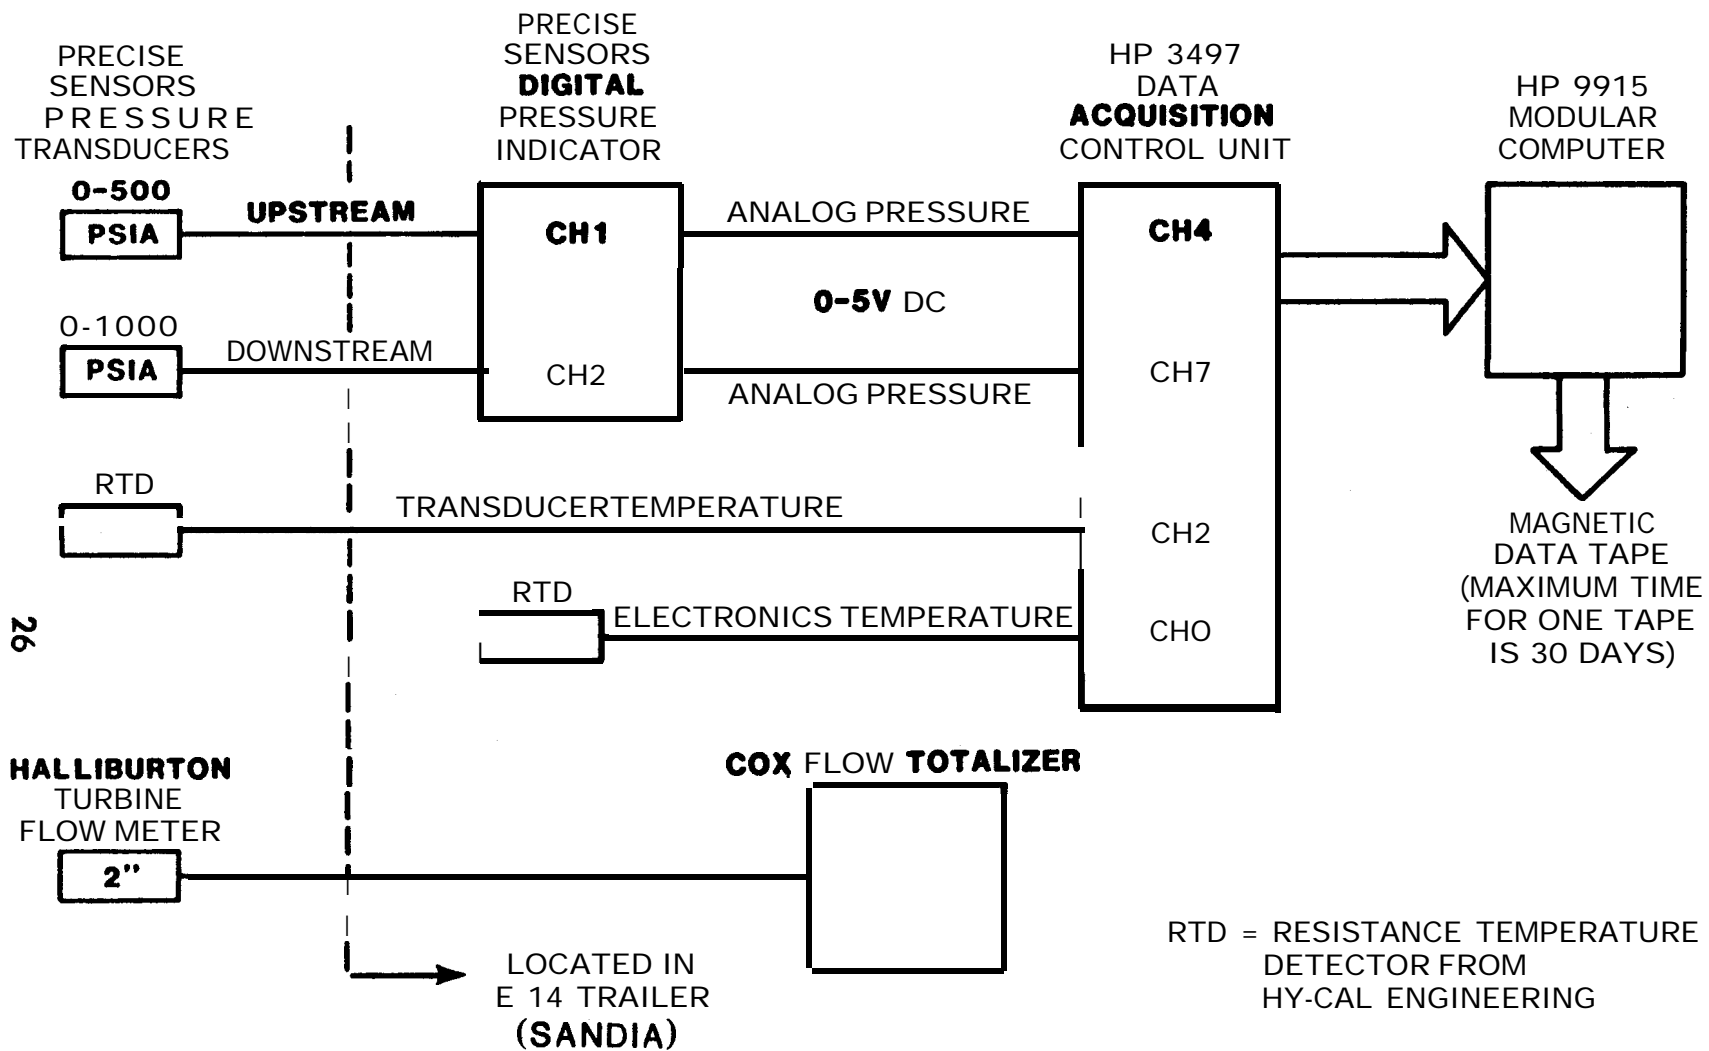 PRECISE
SENSORS
PRESSURE
TRANSDUCERS
PRECISE
SENSORS
DIGITAL
PRESSURE
INDICATOR
HP 3497
DATA
ACQUISITION
CONTROL UNIT
HP 9915
MODULAR
COMPUTER
0-500
PSIA
UPSTREAM
CH1
ANALOG PRESSURE
CH4
0-5V DC
0-1000
PSIA
DOWNSTREAM
CH2
ANALOG PRESSURE
CH7
RTD
TRANSDUCERTEMPERATURE
CH2
RTD
ELECTRONICS TEMPERATURE
CHO
MAGNETIC
DATA TAPE
(MAXIMUM TIME
FOR ONE TAPE
IS 30 DAYS)
26
HALLIBURTON
TURBINE
FLOW METER
2"
COX FLOW TOTALIZER
LOCATED IN
E 14 TRAILER
(SANDIA)
RTD = RESISTANCE TEMPERATURE
DETECTOR FROM
HY-CAL ENGINEERING